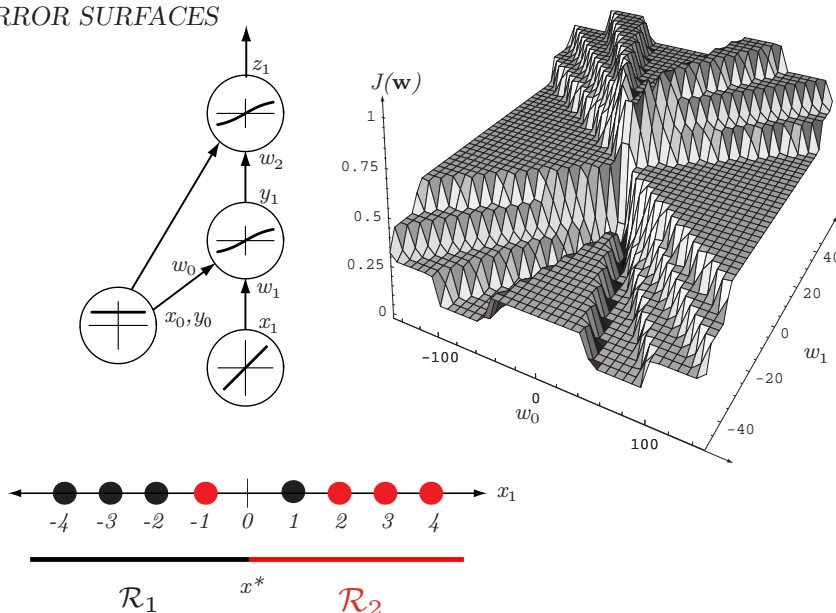 RROR SURFACES
z1
w2
y1
w0
w1
x0, y0
x1
J(w)
1
0.75
0.5
0.25
0
-100
0
100
w0
-40
-20
0
20
40
w1
-4 -3 -2 -1 0 1 2 3 4
x1
x*
R1
R2